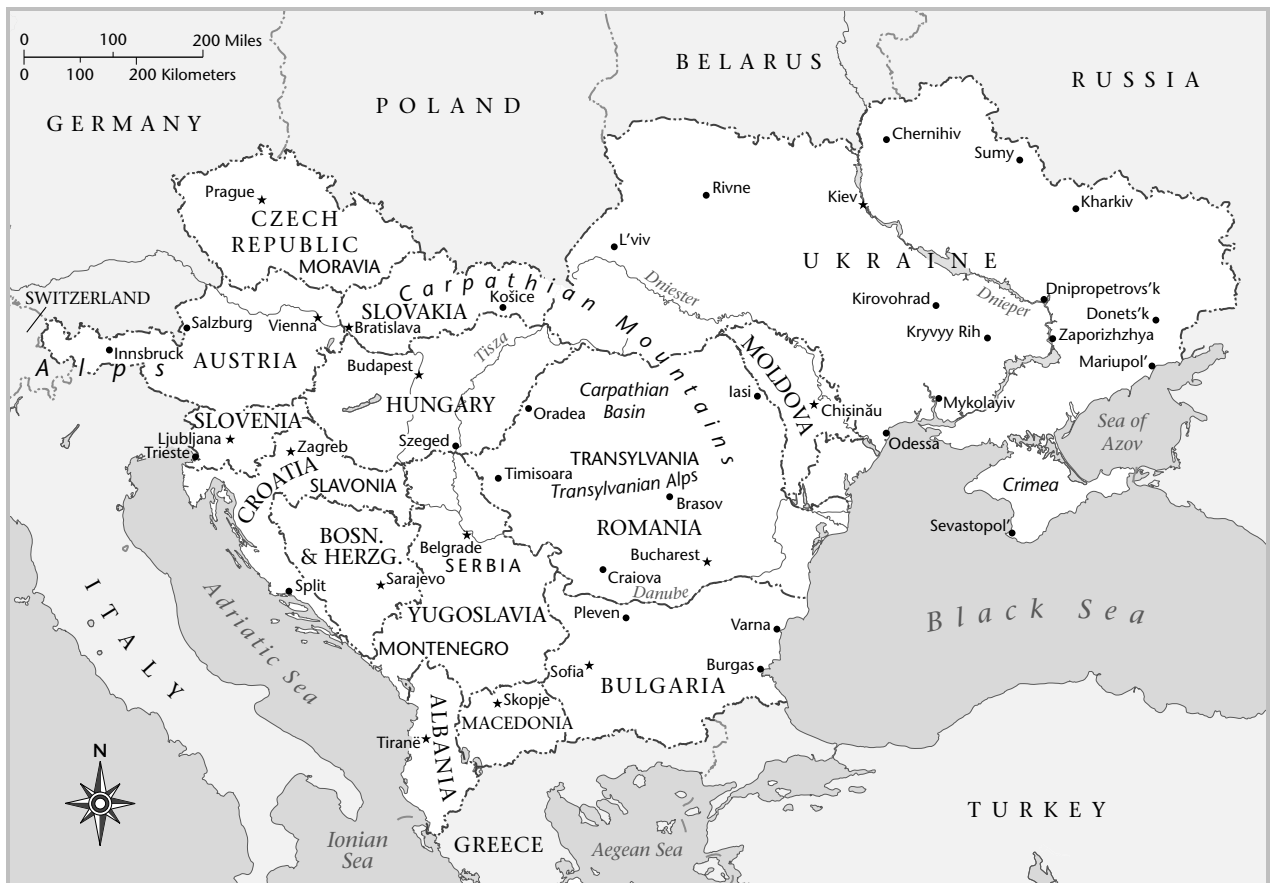 0 100 200 Miles
0 100 200 Kilometers
BELARUS
RUSSIA
POLAND
GERMANY
Chernihiv
Sumy
Prague
Rivne
Kiev
Kharkiv
CZECH
REPUBLIC
MORAVIA
L'viv
UKRAINE
Carpathian Mountains
Dniester
Dnieper
SWITZERLAND
SLOVAKIA
Košice
Kirovohrad
Dnipropetrovs'k
Donets'k
Salzburg
Vienna
Bratislava
Kryvyy Rih
Zaporizhzhya
Innsbruck
AUSTRIA
Alps
Tisza
MOLDOVA
Mariupol'
Budapest
Carpathian
Basin
Iasi
HUNGARY
Oradea
Chisinău
Mykolayiv
SLOVENIA
Sea of
Azov
Ljubljana
Trieste
Zagreb
Szeged
Odessa
CROATIA
SLAVONIA
Timisoara
TRANSYLVANIA
Transylvanian Alps
Brasov
Crimea
ROMANIA
Sevastopol'
BOSN.
& HERZG.
Belgrade
SERBIA
Bucharest
Sarajevo
Craiova
Danube
Split
ITALY
Adriatic Sea
YUGOSLAVIA
Pleven
Varna
Black Sea
MONTENEGRO
Sofia
Burgas
BULGARIA
Skopje
MACEDONIA
ALBANIA
Tiranë
N
TURKEY
Ionian
Sea
GREECE
Aegean Sea